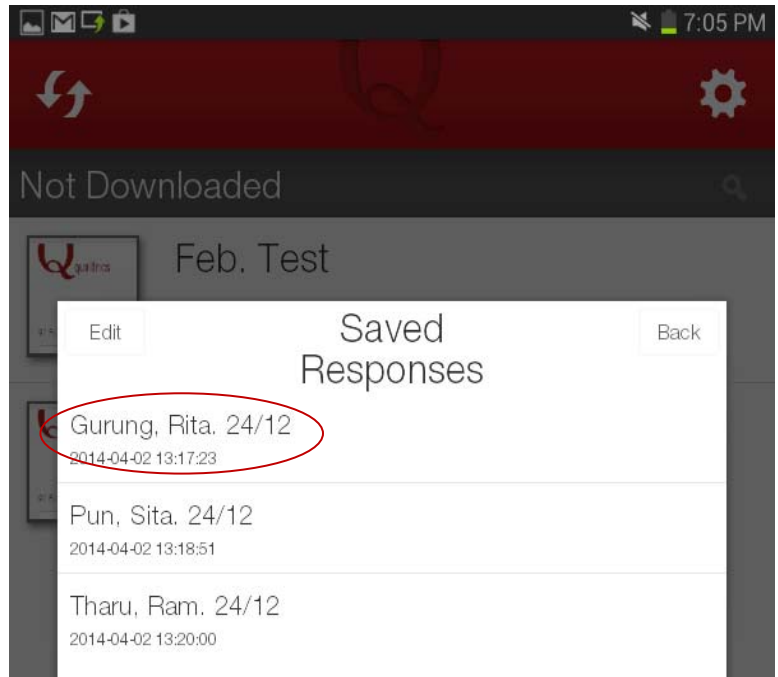 7:05 PM
Not Downloaded
Feb. Test
Edit
Saved
Responses
Back
Gurung, Rita. 24/12
2014-04-02 13:17:23
Pun, Sita. 24/12
2014-04-02 13:18:51
Tharu, Ram. 24/12
2014-04-02 13:20:00